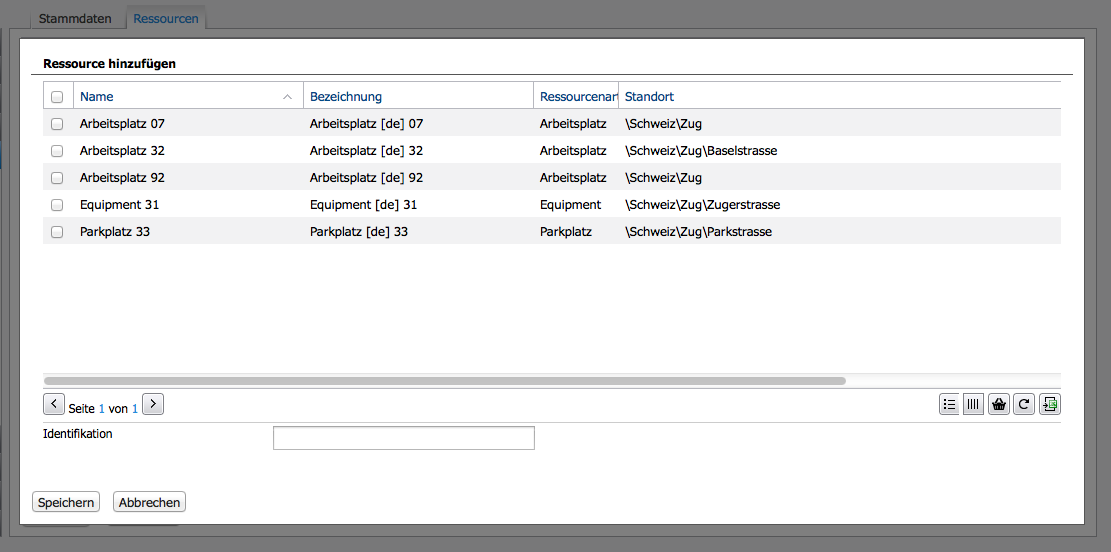 Stammdaten Ressourcen
Ressource hinzufügen
Name Bezeichnung Ressourcenart Standort
Arbeitsplatz 07 Arbeitsplatz [de] 07 Arbeitsplatz \Schweiz\Zug
Arbeitsplatz 32 Arbeitsplatz [de] 32 Arbeitsplatz \Schweiz\Zug\Baselstrasse
Arbeitsplatz 92 Arbeitsplatz [de] 92 Arbeitsplatz \Schweiz\Zug
Equipment 31 Equipment [de] 31 Equipment \Schweiz\Zug\Zugerstrasse
Parkplatz 33 Parkplatz [de] 33 Parkplatz \Schweiz\Zug\Parkstrasse
Seite 1 von 1
Identifikation
Speichern Abbrechen